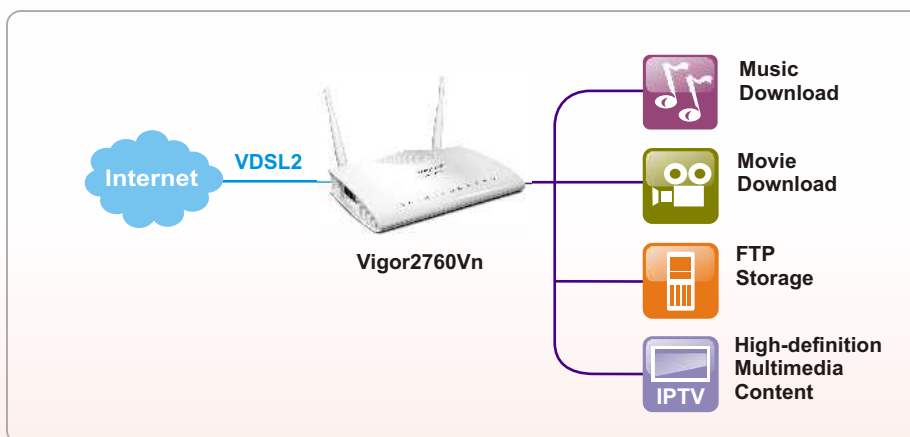 Internet
VDSL2
Vigor2760Vn
Music
Download
Movie
Download
FTP
Storage
High-definition
Multimedia
Content
IPTV